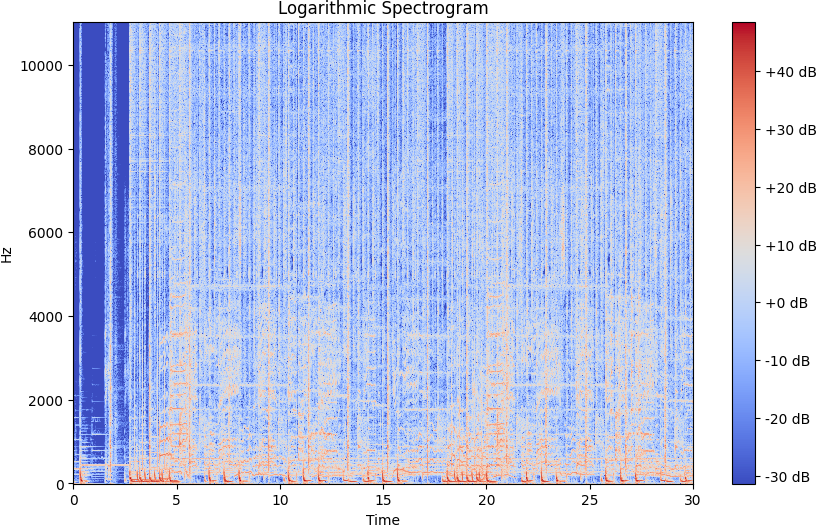 Logarithmic Spectrogram
10000
8000
6000
4000
2000
0
Hz
0 5 10 15 20 25 30
Time
+40 dB
+30 dB
+20 dB
+10 dB
+0 dB
-10 dB
-20 dB
-30 dB